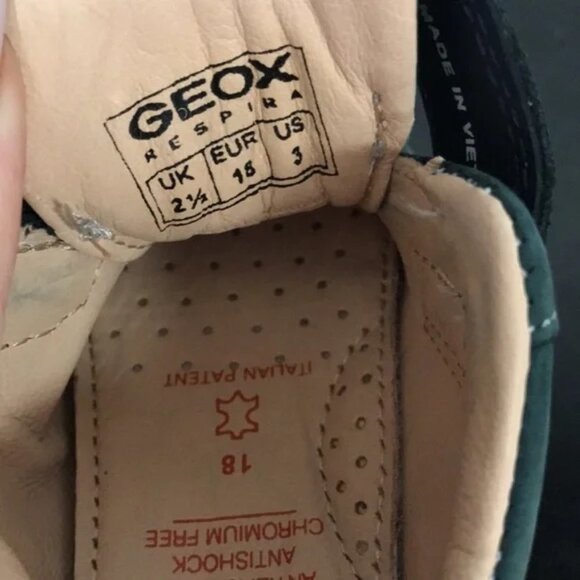 GEOX
RESPIRA
UK EUR US
2½ 18 3
MADE IN VIE
ITALIAN PATENT
18
CHROMIUM FREE
ANTISHOCK